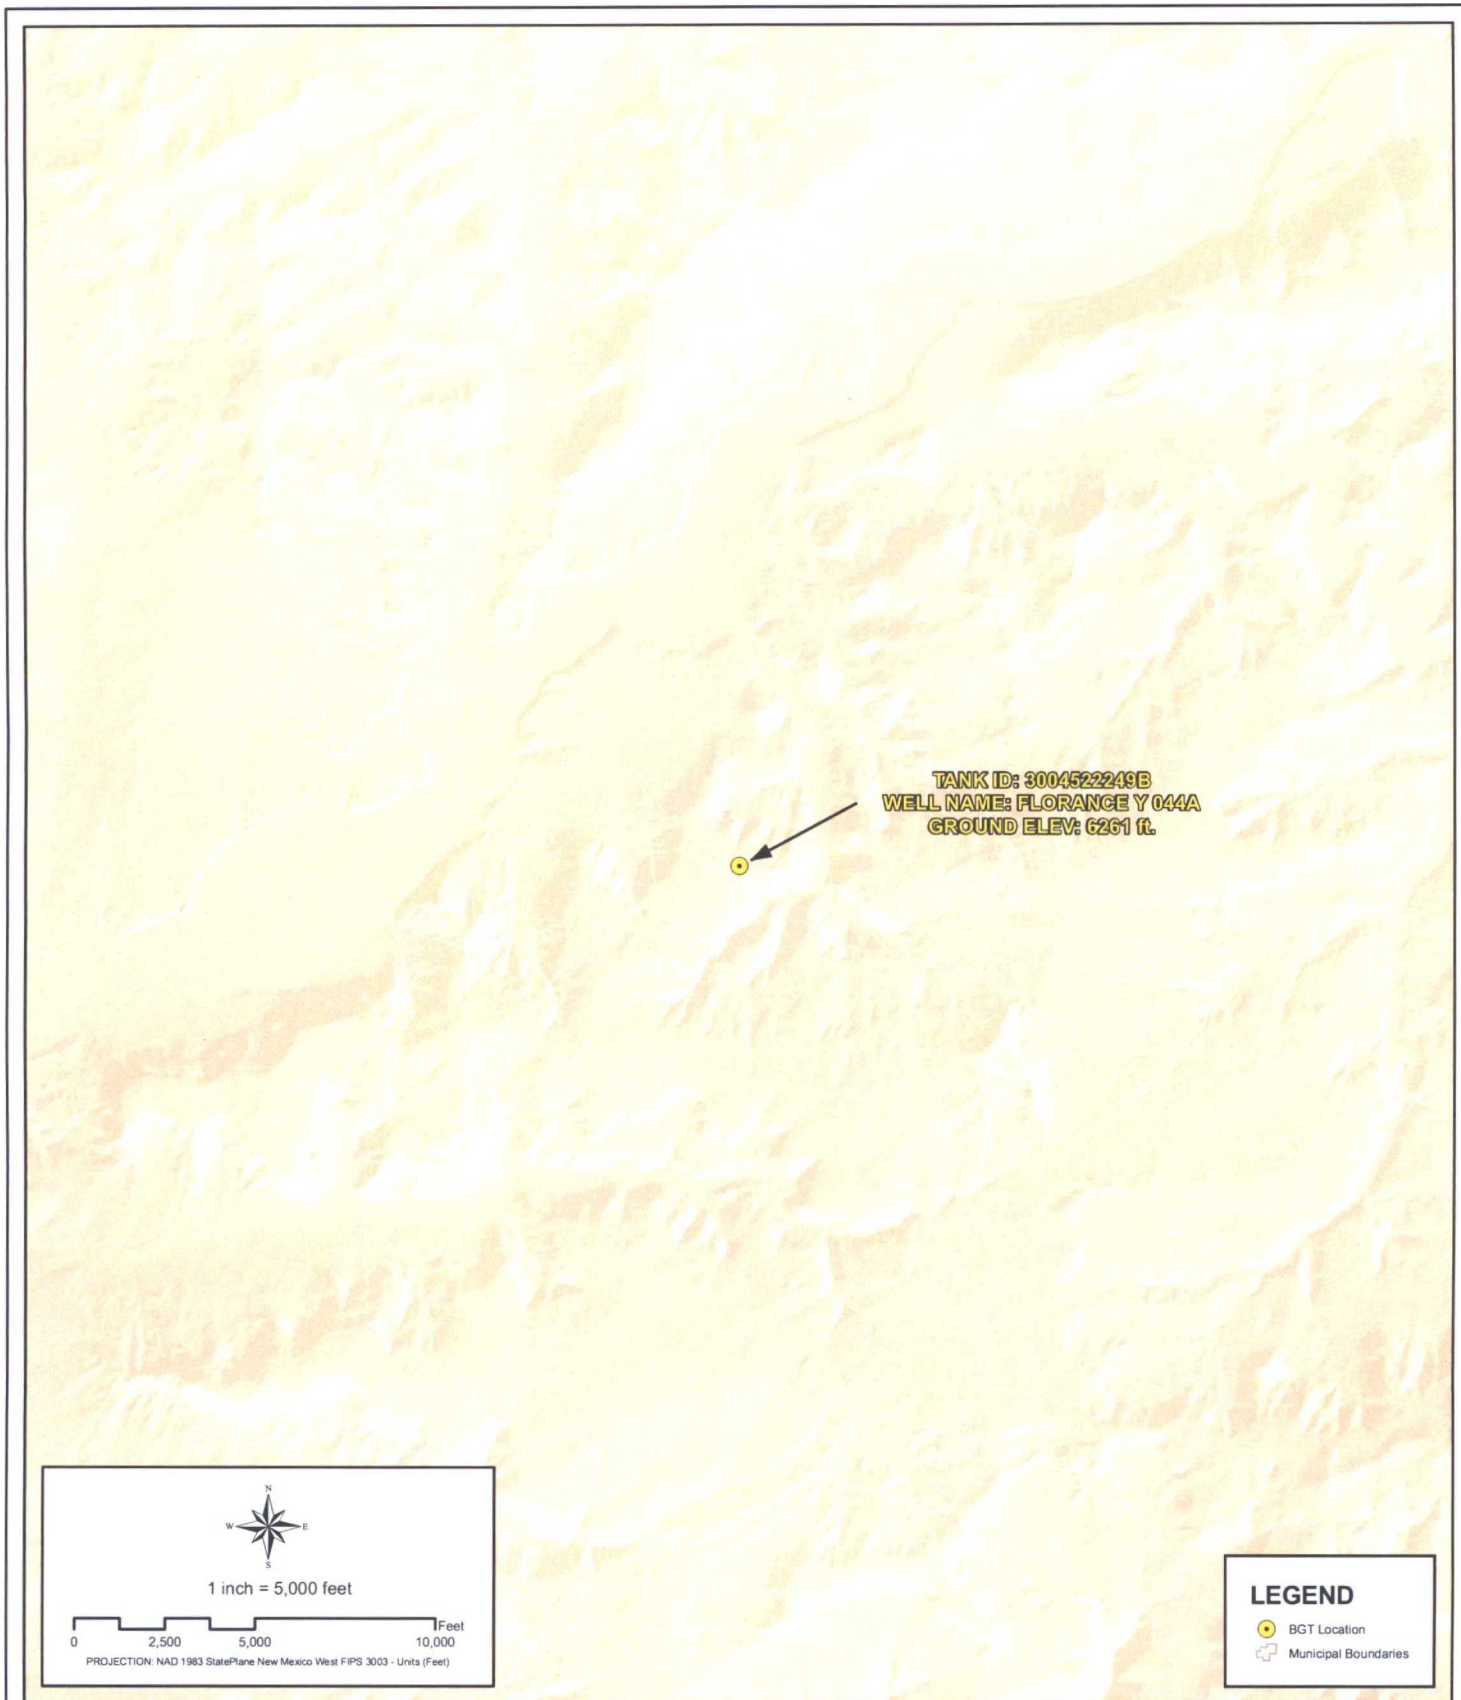 TANK ID: 3004522249B
WELL NAME: FLORANCE Y 044A
GROUND ELEV: 6261 ft.
N
W E
S
1 inch = 5,000 feet
Feet
0 2,500 5,000 10,000
PROJECTION: NAD 1983 StatePlane New Mexico West FIPS 3003 - Units (Feet)
LEGEND
BGT Location
Municipal Boundaries